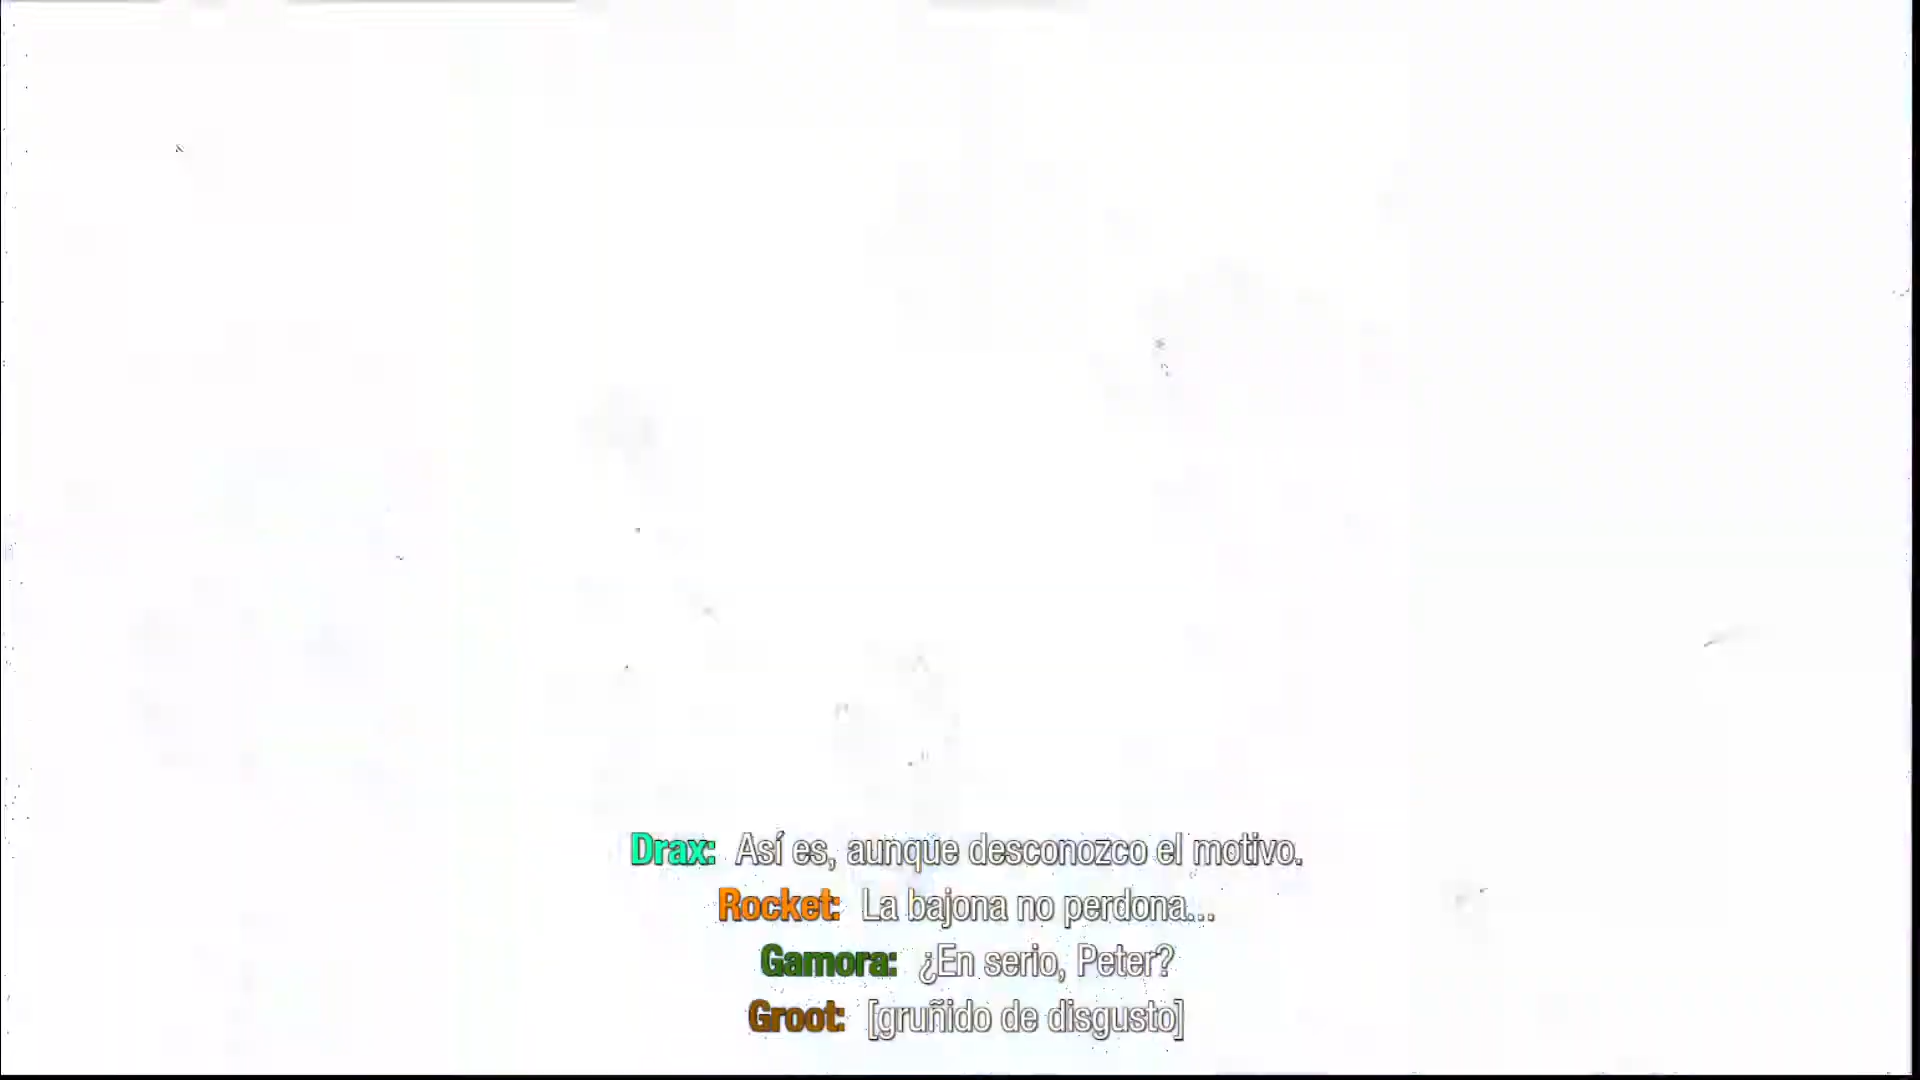 Drax: Así es, aunque desconozco el motivo.
Rocket: La bajona no perdona...
Gamora: ¿En serio, Peter?
Groot: [gruñido de disgusto]